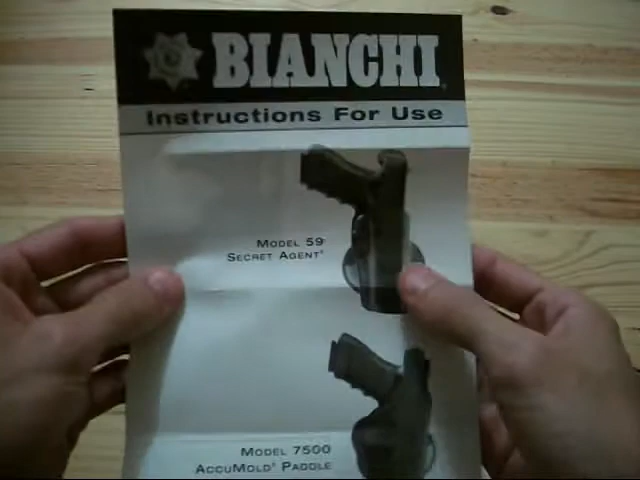 BIANCHI
Instructions For Use
MODEL 59
SECRET AGENT®
MODEL 7500
ACCUMOLD® PADDLE